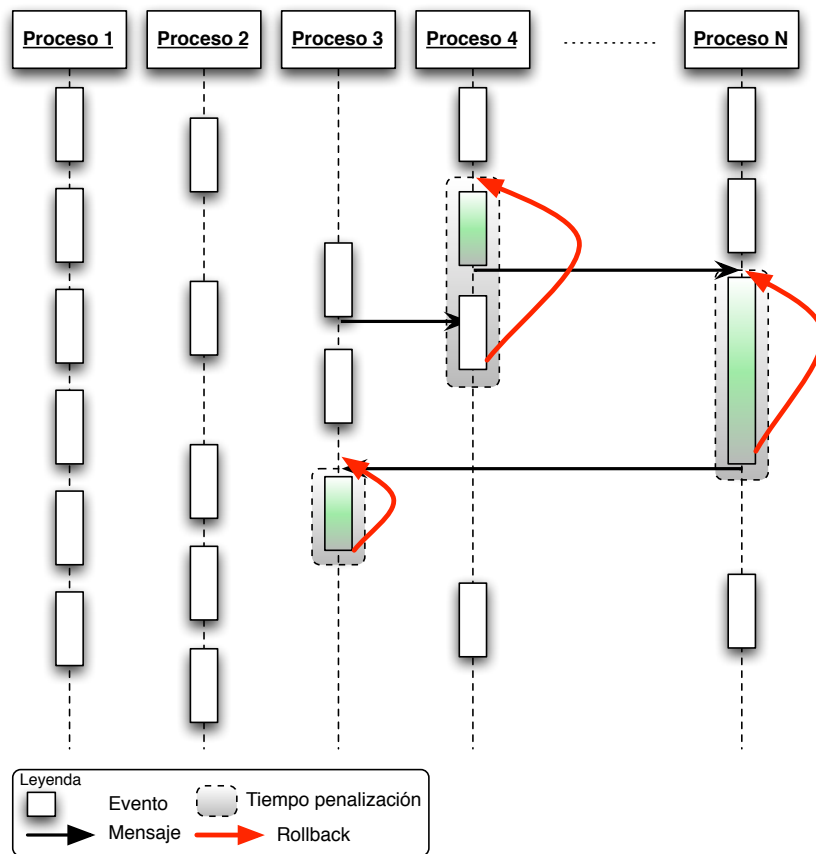 Proceso 1 Proceso 2 Proceso 3 Proceso 4 Proceso N
Leyenda
Evento Tiempo penalización
Mensaje Rollback